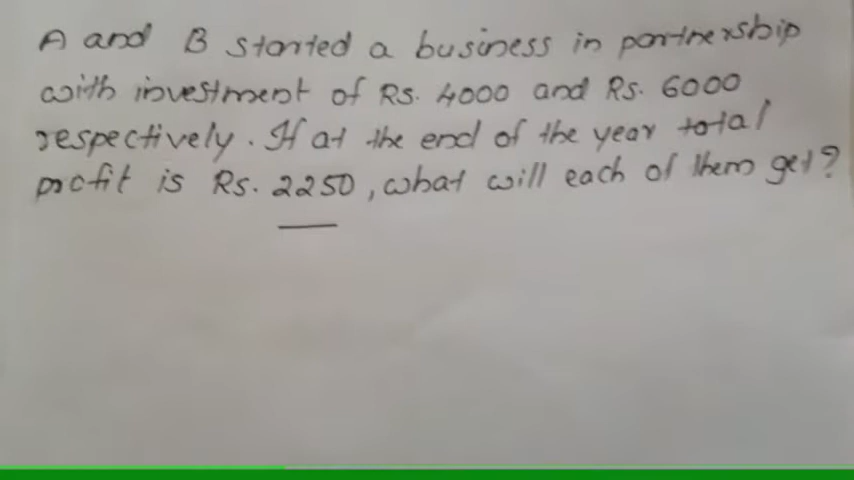 A and B started a business in partnership
with investment of Rs. 4000 and Rs. 6000
respectively. If at the end of the year total
profit is Rs. 2250, what will each of them get?